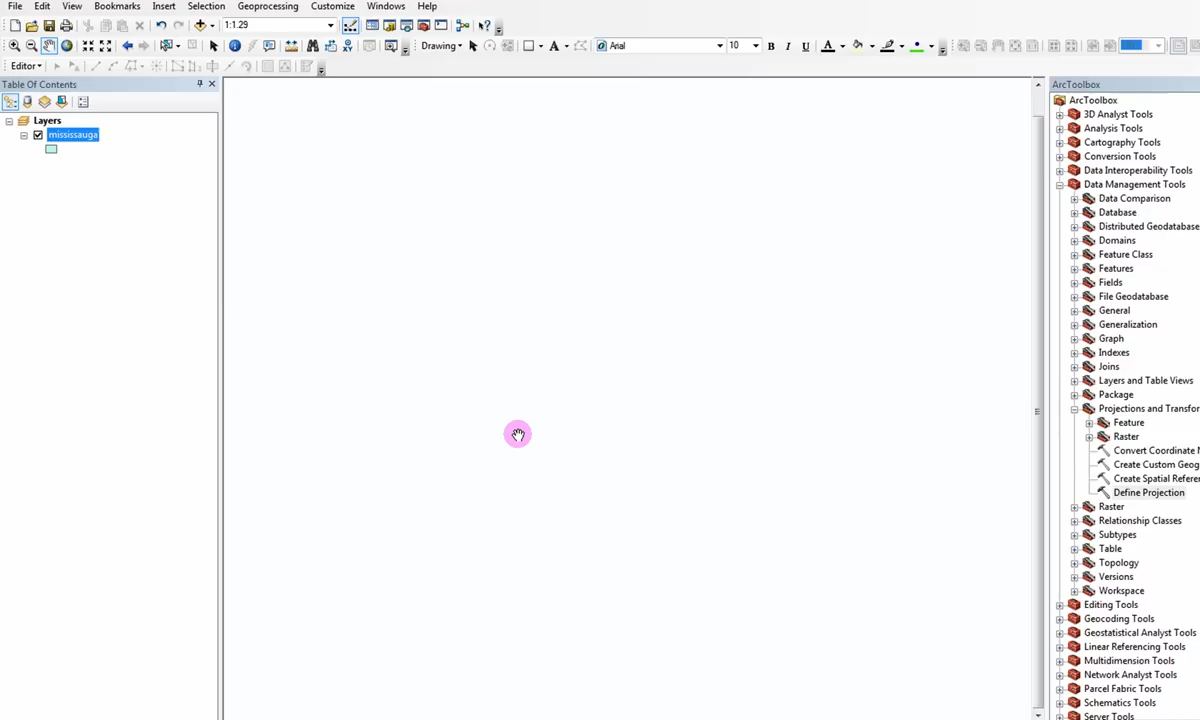 File Edit View Bookmarks Insert Selection Geoprocessing Customize Windows Help
1:1.29
Drawing Arial 10 B I U A
Editor
Table Of Contents
Layers
mississauga
ArcToolbox
ArcToolbox
3D Analyst Tools
Analysis Tools
Cartography Tools
Conversion Tools
Data Interoperability Tools
Data Management Tools
Data Comparison
Database
Distributed Geodatabase
Domains
Feature Class
Features
Fields
File Geodatabase
General
Generalization
Graph
Indexes
Joins
Layers and Table Views
Package
Projections and Transfor
Feature
Raster
Convert Coordinate N
Create Custom Geog
Create Spatial Refere
Define Projection
Raster
Relationship Classes
Subtypes
Table
Topology
Versions
Workspace
Editing Tools
Geocoding Tools
Geostatistical Analyst Tools
Linear Referencing Tools
Multidimension Tools
Network Analyst Tools
Parcel Fabric Tools
Schematics Tools
Server Tools